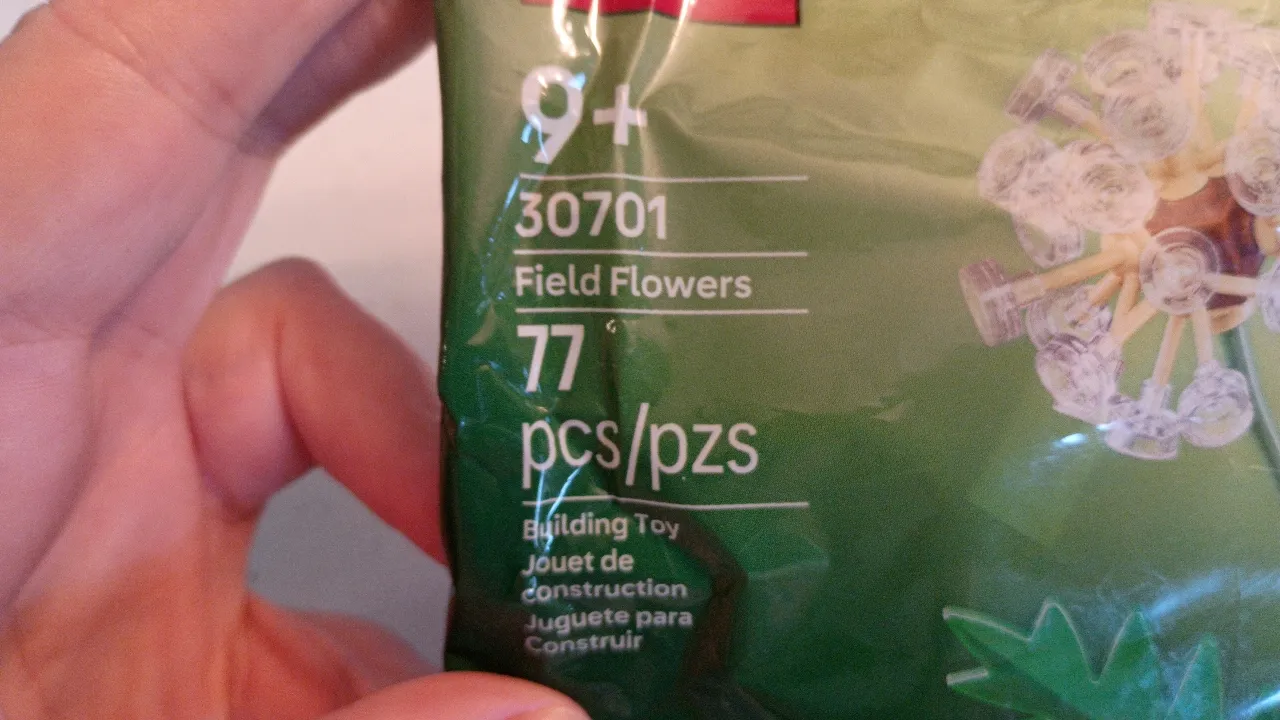 9+
30701
Field Flowers
77
pcs/pzs
Building Toy
Jouet de
construction
Juguete para
Construir